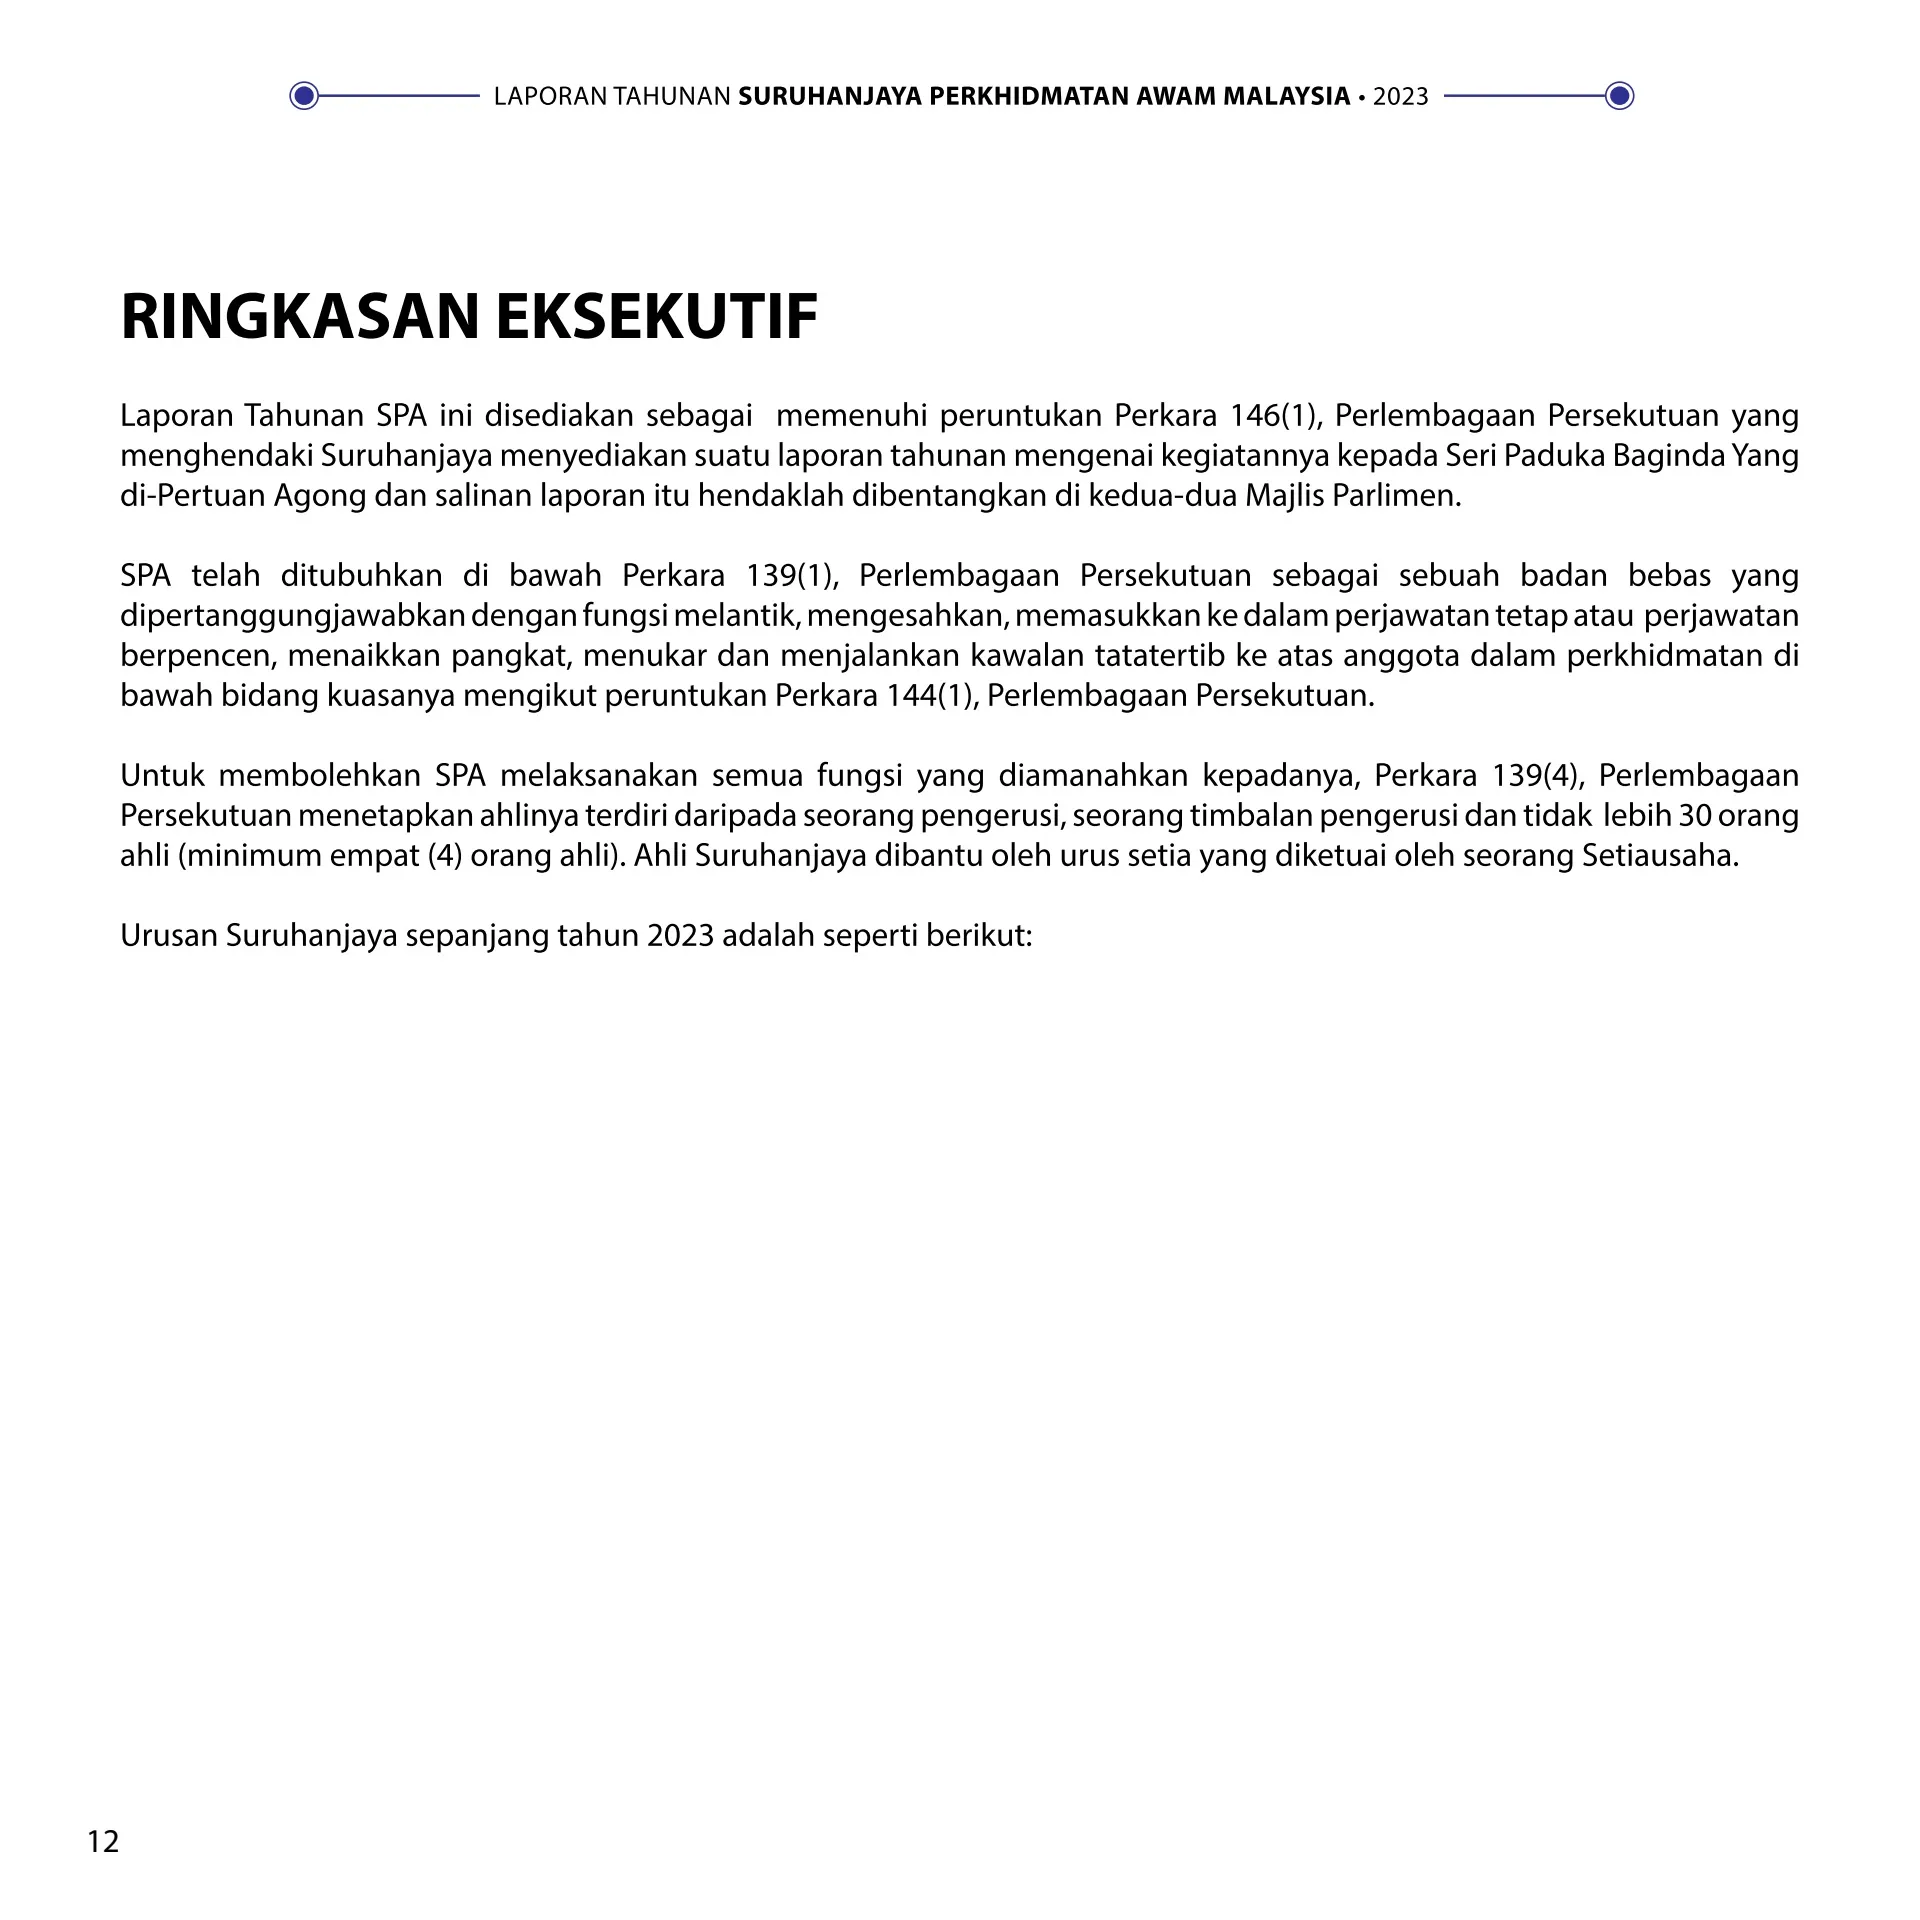 LAPORAN TAHUNAN SURUHANJAYA PERKHIDMATAN AWAM MALAYSIA • 2023
RINGKASAN EKSEKUTIF
Laporan Tahunan SPA ini disediakan sebagai memenuhi peruntukan Perkara 146(1), Perlembagaan Persekutuan yang
menghendaki Suruhanjaya menyediakan suatu laporan tahunan mengenai kegiatannya kepada Seri Paduka Baginda Yang
di-Pertuan Agong dan salinan laporan itu hendaklah dibentangkan di kedua-dua Majlis Parlimen.
SPA telah ditubuhkan di bawah Perkara 139(1), Perlembagaan Persekutuan sebagai sebuah badan bebas yang
dipertanggungjawabkan dengan fungsi melantik, mengesahkan, memasukkan ke dalam perjawatan tetap atau perjawatan
berpencen, menaikkan pangkat, menukar dan menjalankan kawalan tatatertib ke atas anggota dalam perkhidmatan di
bawah bidang kuasanya mengikut peruntukan Perkara 144(1), Perlembagaan Persekutuan.
Untuk membolehkan SPA melaksanakan semua fungsi yang diamanahkan kepadanya, Perkara 139(4), Perlembagaan
Persekutuan menetapkan ahlinya terdiri daripada seorang pengerusi, seorang timbalan pengerusi dan tidak lebih 30 orang
ahli (minimum empat (4) orang ahli). Ahli Suruhanjaya dibantu oleh urus setia yang diketuai oleh seorang Setiausaha.
Urusan Suruhanjaya sepanjang tahun 2023 adalah seperti berikut:
12